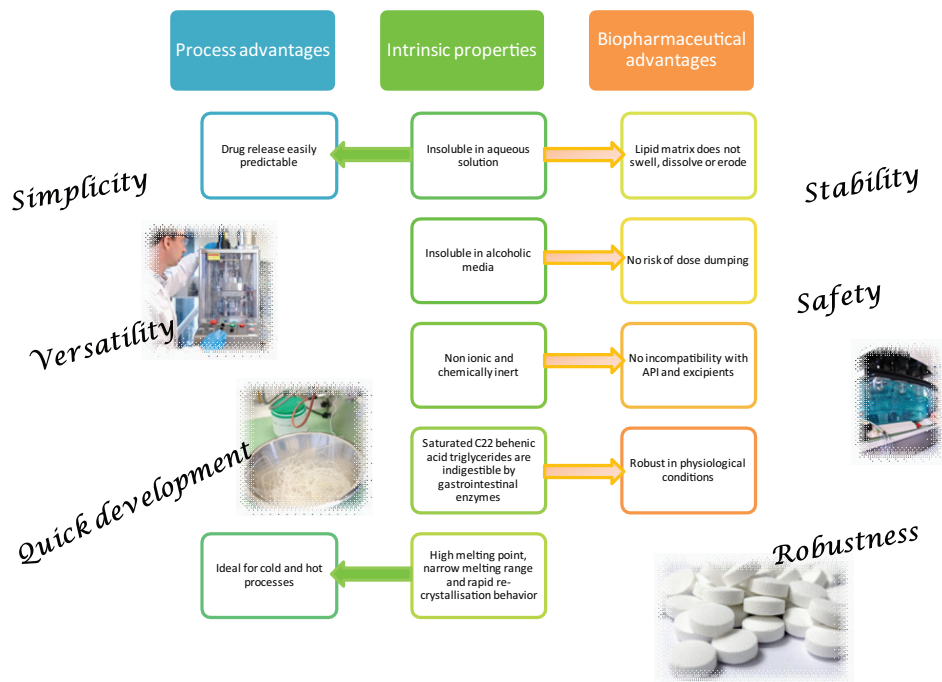 Process advantages
Intrinsic properties
Biopharmaceutical
advantages
Drug release easily
predictable
Insoluble in aqueous
solution
Lipid matrix does not
swell, dissolve or erode
Simplicity
Stability
Insoluble in alcoholic
media
No risk of dose dumping
Safety
Versatility
Non ionic and
chemically inert
No incompatibility with
API and excipients
Saturated C22 behenic
acid triglycerides are
indigestible by
gastrointestinal
enzymes
Robust in physiological
conditions
Quick development
Robustness
Ideal for cold and hot
processes
High melting point,
narrow melting range
and rapid re-
crystallisation behavior